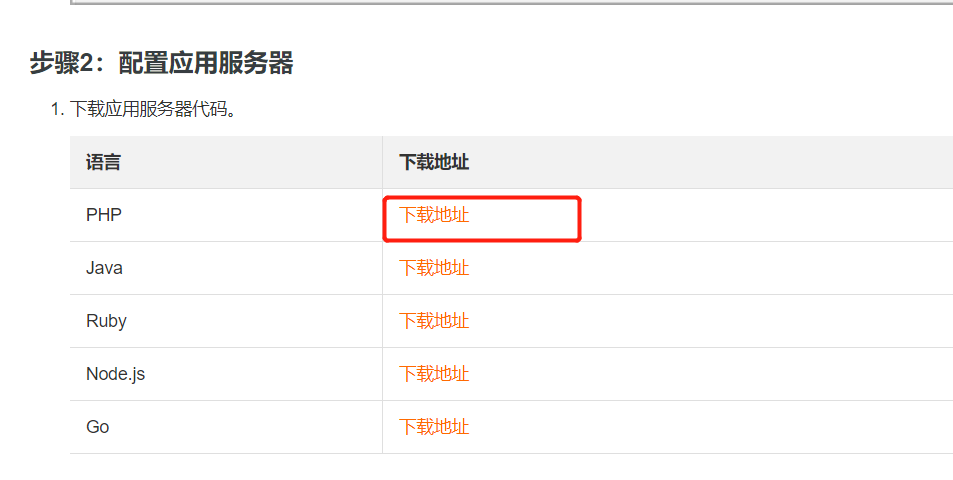 步骤2：配置应用服务器
1. 下载应用服务器代码。
语言 下载地址
PHP 下载地址
Java 下载地址
Ruby 下载地址
Node.js 下载地址
Go 下载地址